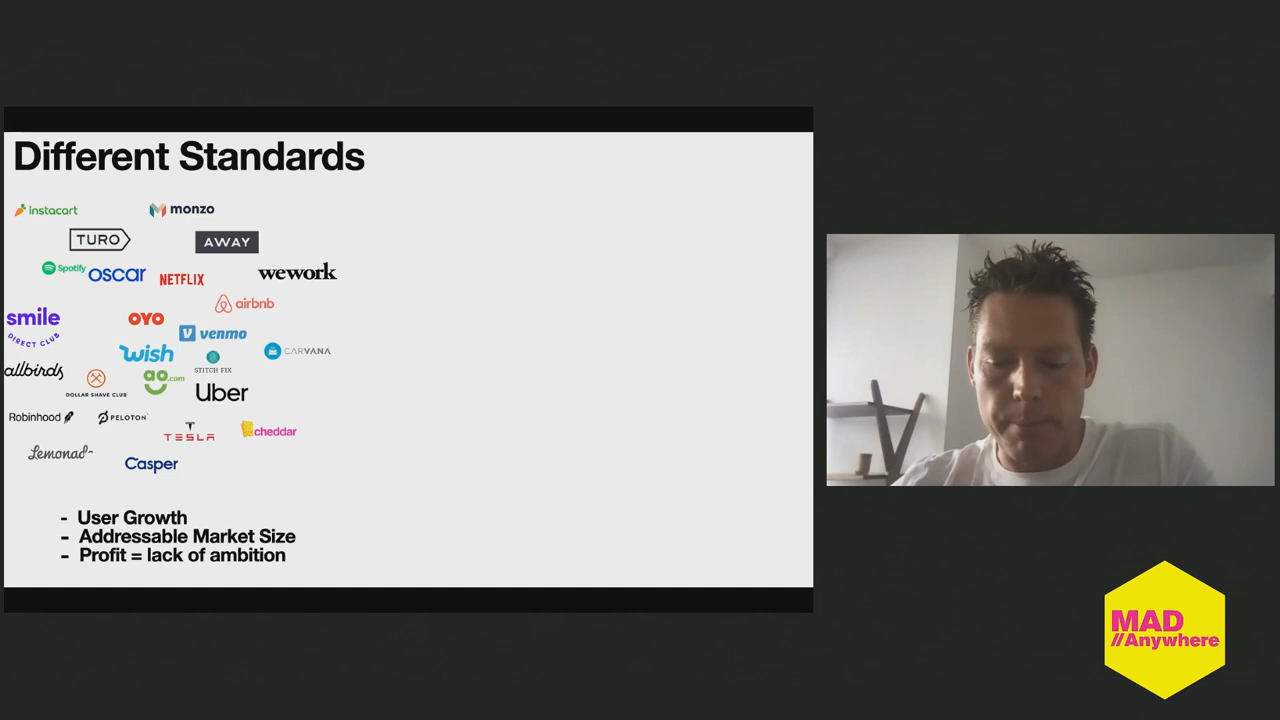 Different Standards
instacart
monzo
TURO
AWAY
Spotify
OSCAR
NETFLIX
wework
airbnb
smile
DIRECT CLUB
OYO
V venmo
wish
CARVANA
STITCH FIX
allbirds
ao.com
DOLLAR SHAVE CLUB
Uber
Robinhood
PELOTON
TESLA
cheddar
Lemonad
Casper
- User Growth
- Addressable Market Size
- Profit = lack of ambition
MAD
//Anywhere